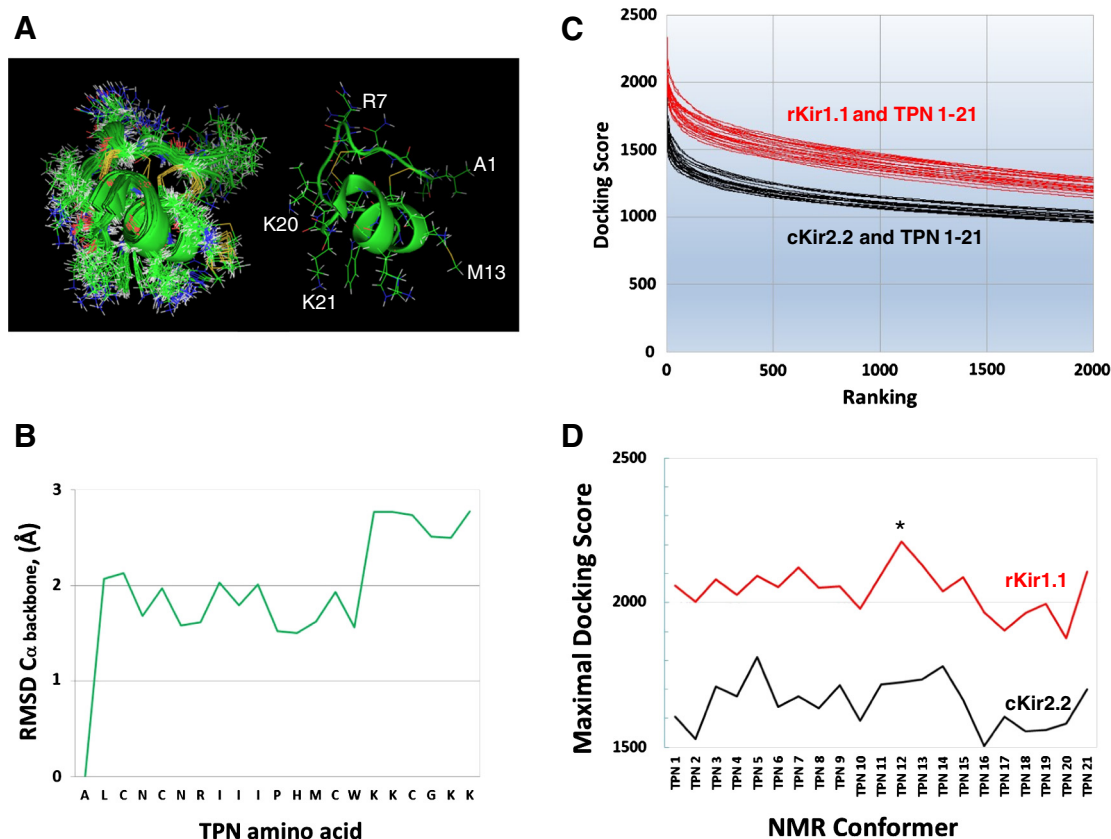 A
R7
A1
K20
M13
K21
B
3
2
1
0
RMSD Cα backbone, (Å)
A L C N C N R I I I P H M C W K K C G K K
TPN amino acid
C
2500
2000
1500
1000
500
0
Docking Score
rKir1.1 and TPN 1-21
cKir2.2 and TPN 1-21
0 500 1000 1500 2000
Ranking
D
2500
2000
1500
Maximal Docking Score
*
rKir1.1
cKir2.2
TPN 1
TPN 2
TPN 3
TPN 4
TPN 5
TPN 6
TPN 7
TPN 8
TPN 9
TPN 10
TPN 11
TPN 12
TPN 13
TPN 14
TPN 15
TPN 16
TPN 17
TPN 18
TPN 19
TPN 20
TPN 21
NMR Conformer